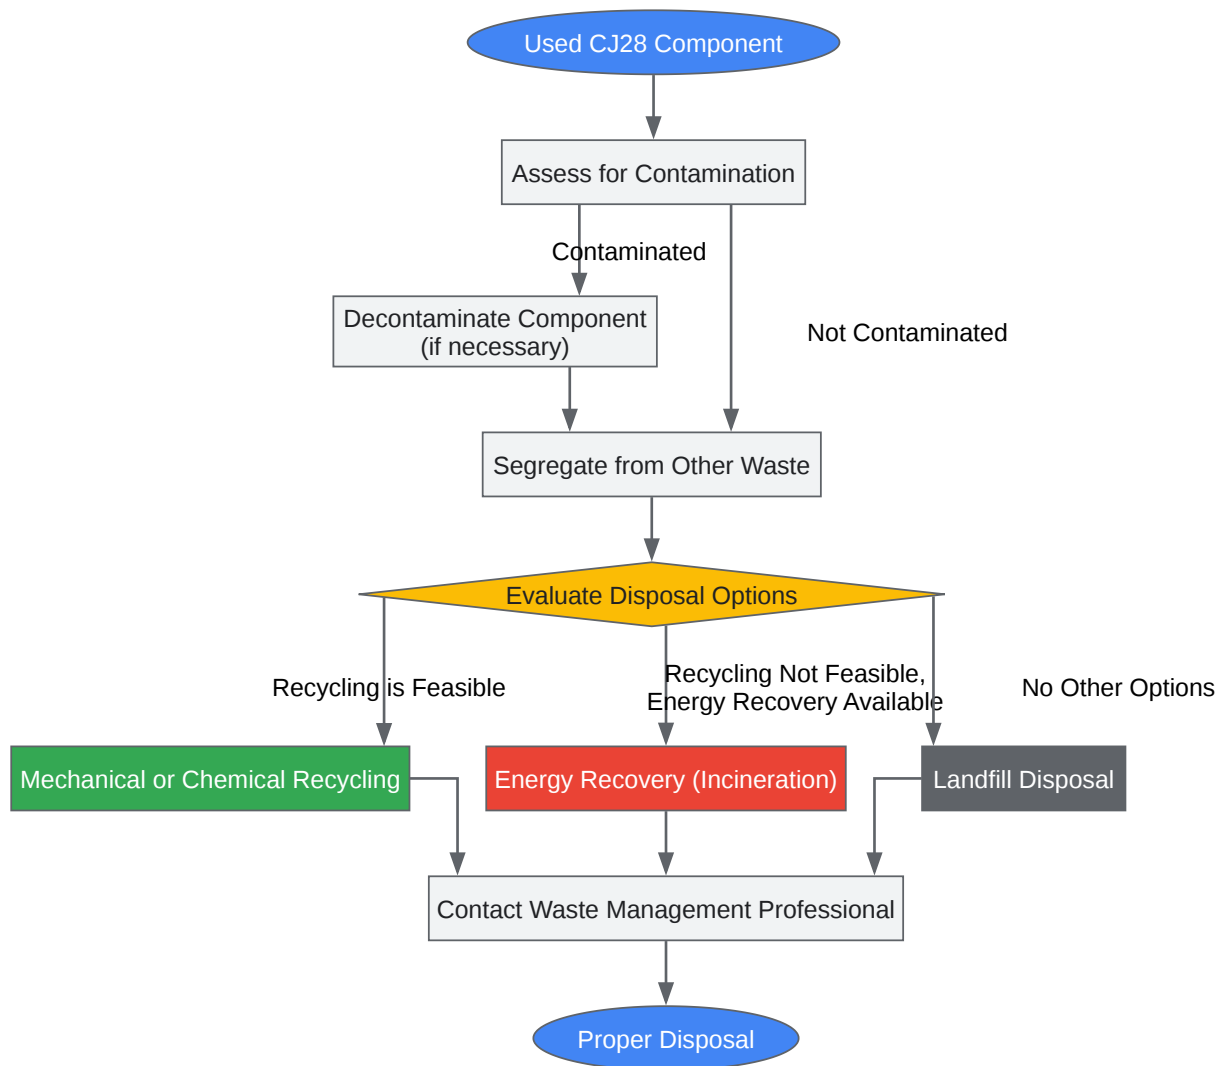 Used CJ28 Component
Assess for Contamination
Contaminated
Decontaminate Component
(if necessary)
Not Contaminated
Segregate from Other Waste
Evaluate Disposal Options
Recycling is Feasible
Recycling Not Feasible,
Energy Recovery Available
No Other Options
Mechanical or Chemical Recycling
Energy Recovery (Incineration)
Landfill Disposal
Contact Waste Management Professional
Proper Disposal